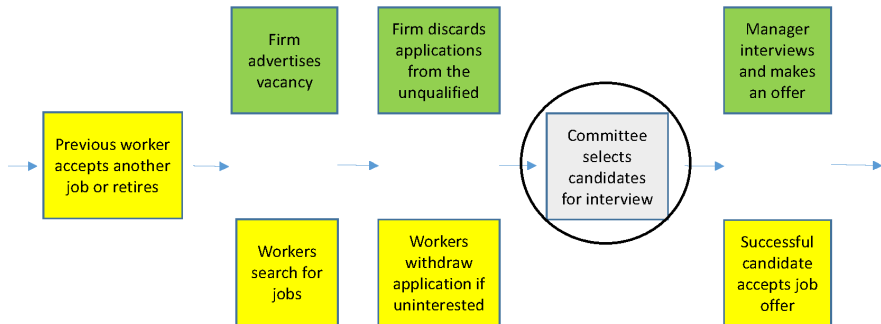 Previous worker
accepts another
job or retires
Firm
advertises
vacancy
Workers
search for
jobs
Firm discards
applications
from the
unqualified
Workers
withdraw
application if
uninterested
Committee
selects
candidates
for interview
Manager
interviews
and makes
an offer
Successful
candidate
accepts job
offer